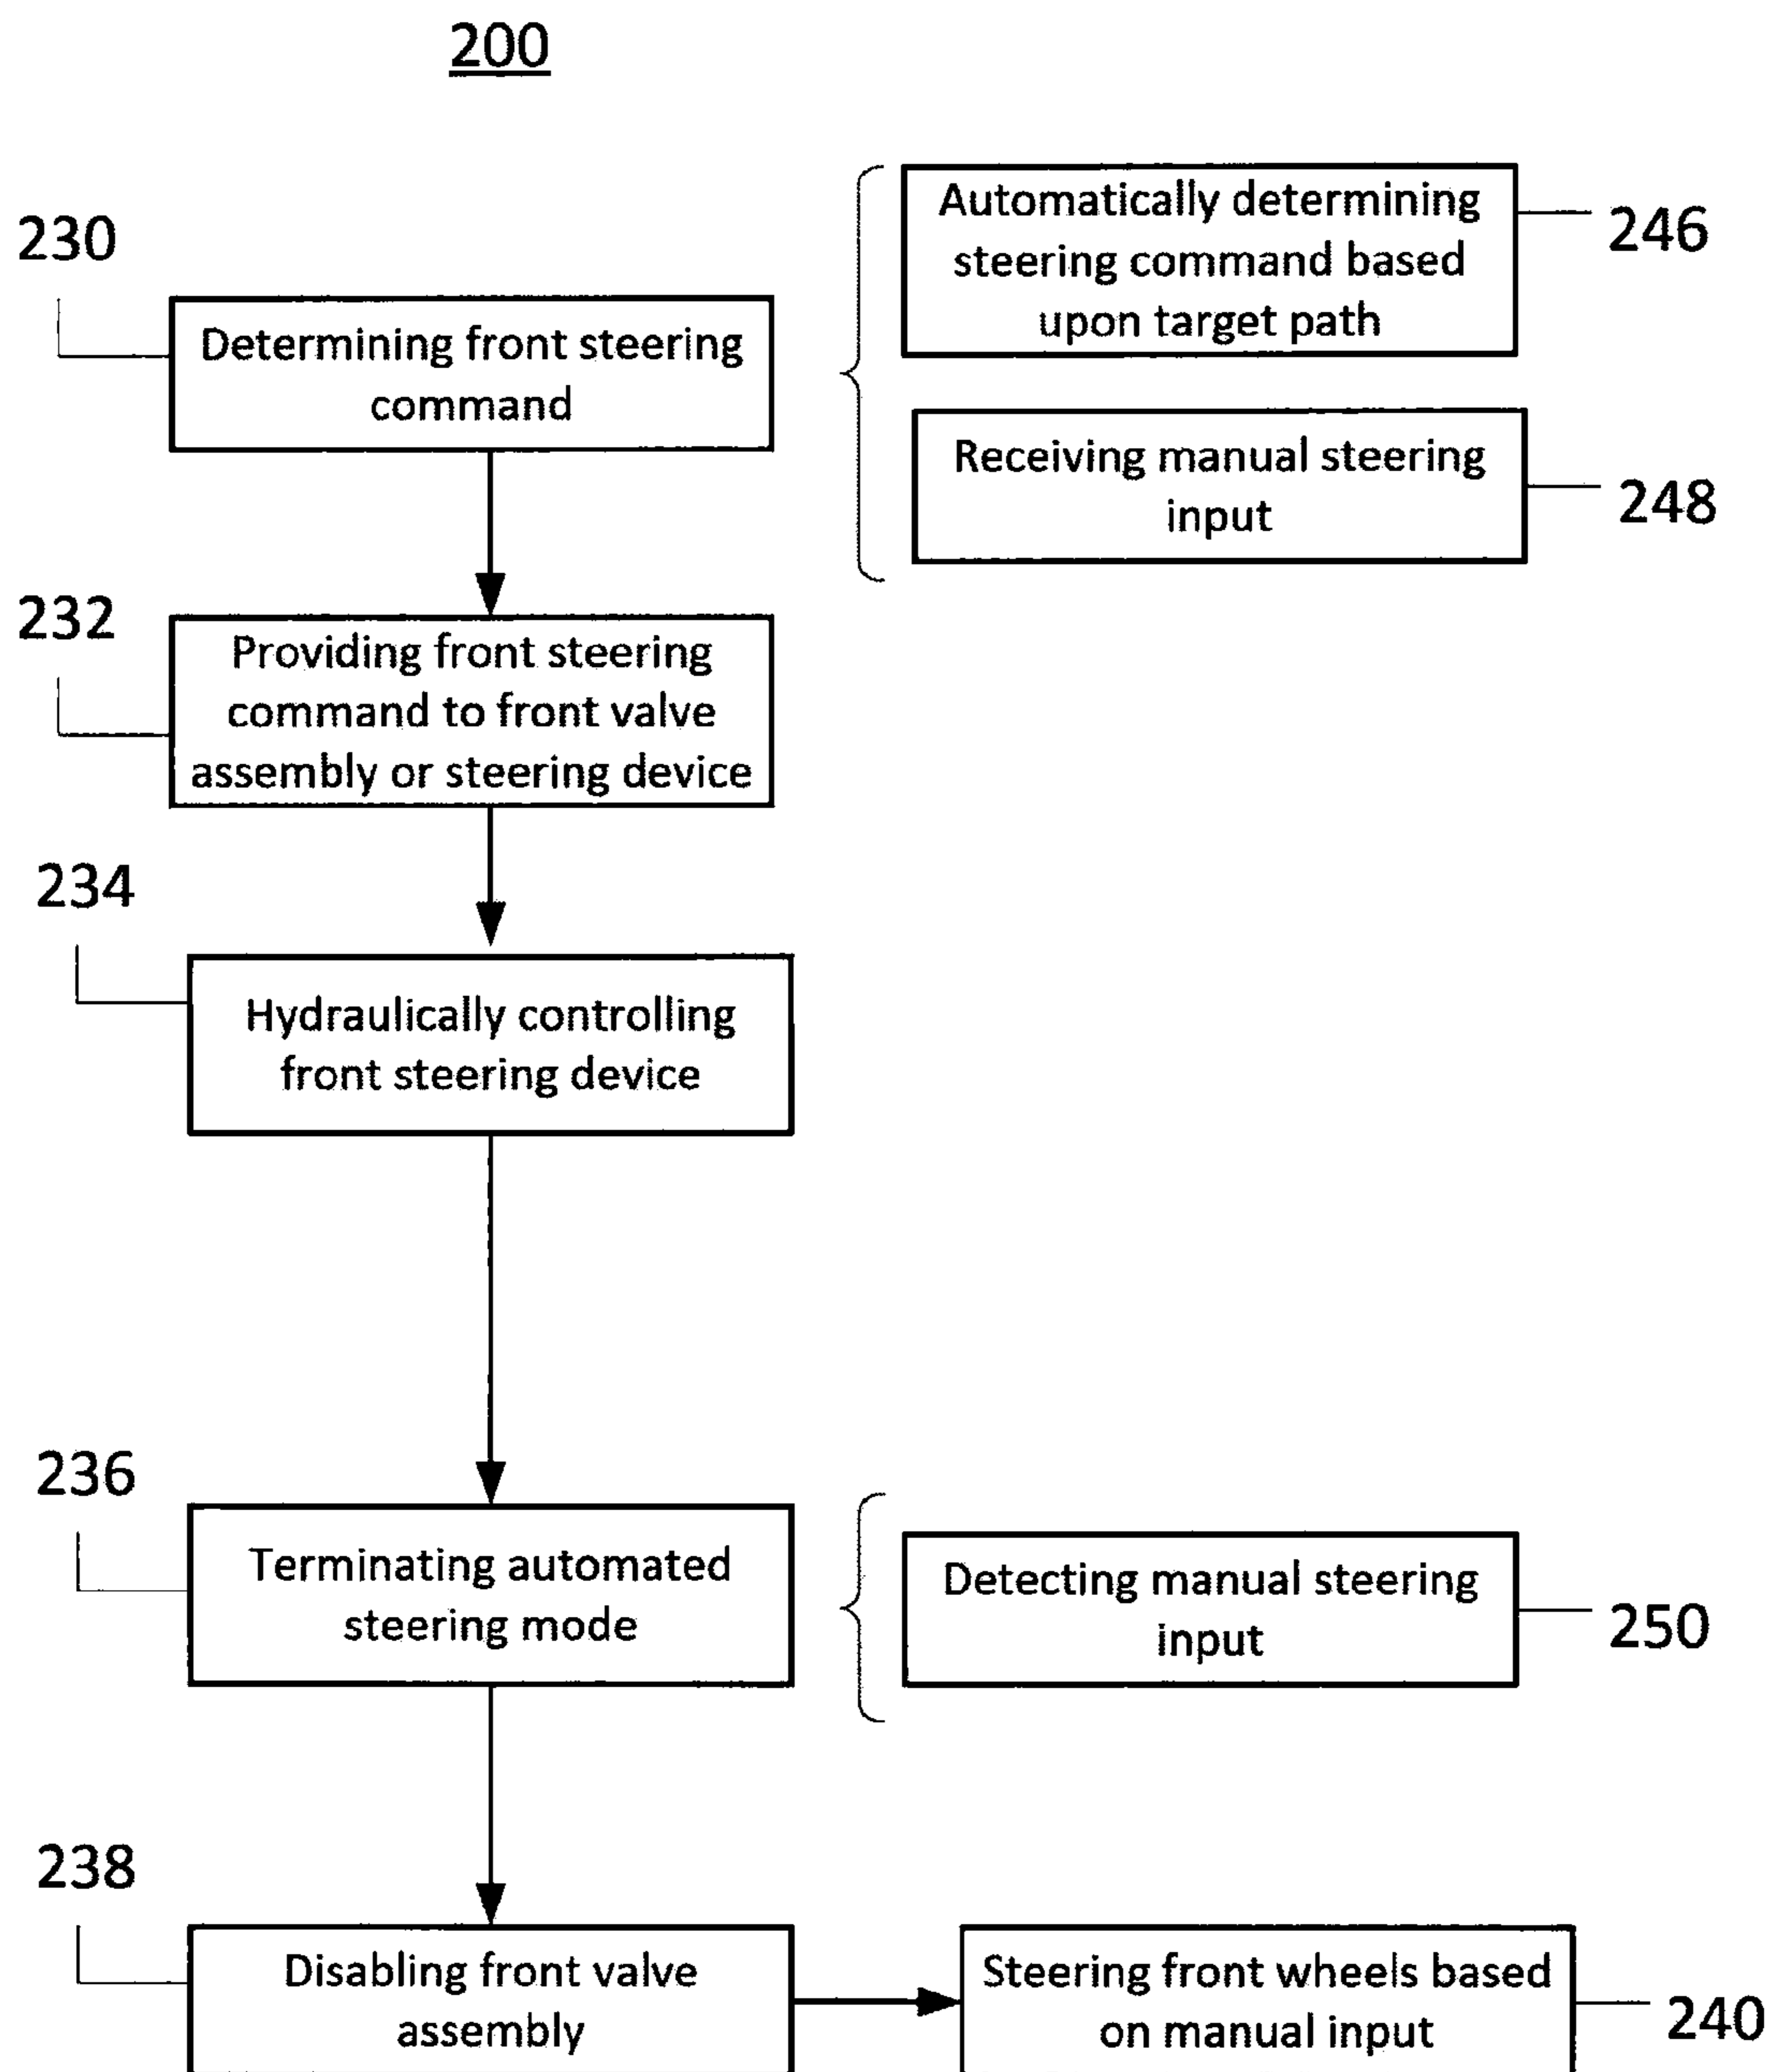 200
230
Determining front steering
command
Automatically determining
steering command based
upon target path
246
Receiving manual steering
input
248
232
Providing front steering
command to front valve
assembly or steering device
234
Hydraulically controlling
front steering device
236
Terminating automated
steering mode
Detecting manual steering
input
250
238
Disabling front valve
assembly
Steering front wheels based
on manual input
240